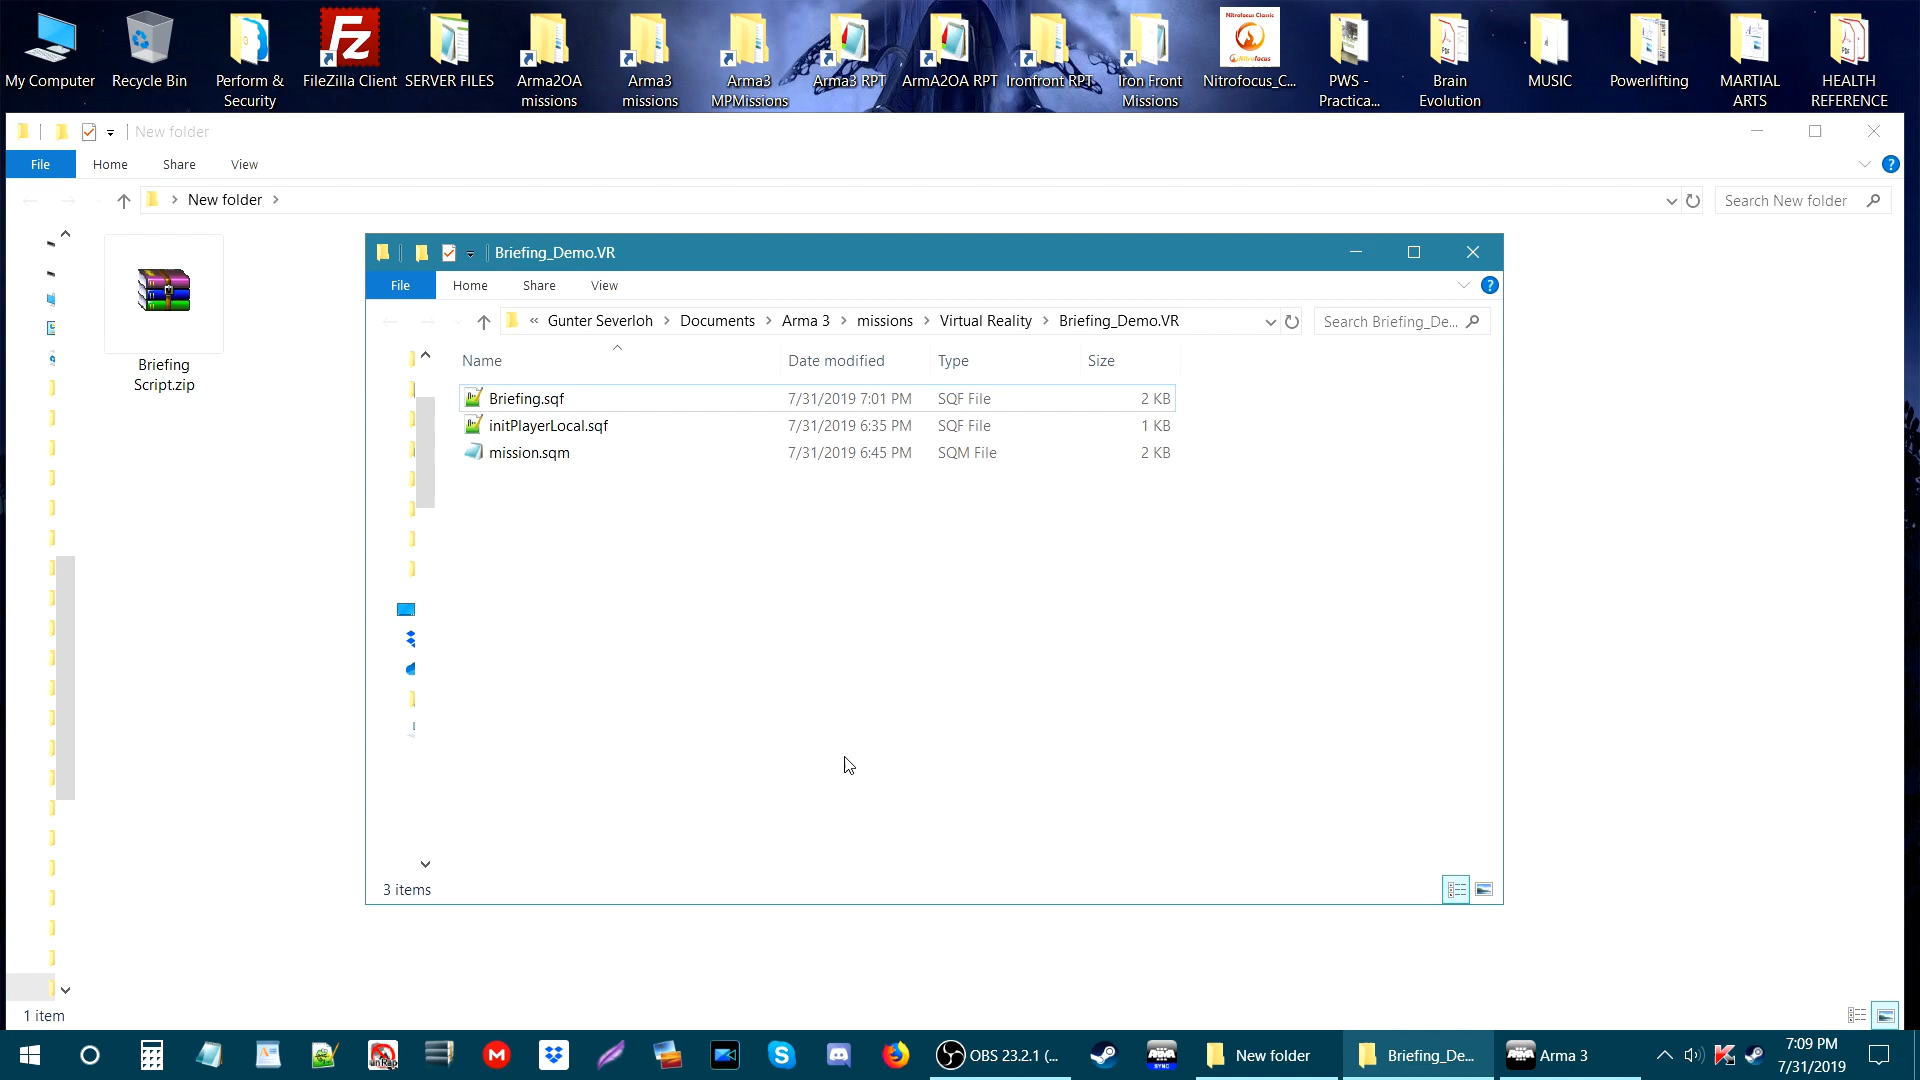 My Computer
Recycle Bin
Perform &
Security
FileZilla Client
SERVER FILES
Arma2OA
missions
Arma3
missions
Arma3
MPMissions
Arma3 RPT
ArmA2OA RPT
Ironfront RPT
Iron Front
Missions
Nitrofocus Classic
Nitrofocus_C...
PWS -
Practica...
Brain
Evolution
MUSIC
Powerlifting
MARTIAL
ARTS
HEALTH
REFERENCE
New folder
File
Home
Share
View
New folder
Search New folder
Briefing
Script.zip
Briefing_Demo.VR
File
Home
Share
View
« Gunter Severloh > Documents > Arma 3 > missions > Virtual Reality > Briefing_Demo.VR
Search Briefing_De...
Name
Date modified
Type
Size
Briefing.sqf 7/31/2019 7:01 PM SQF File 2 KB
initPlayerLocal.sqf 7/31/2019 6:35 PM SQF File 1 KB
mission.sqm 7/31/2019 6:45 PM SQM File 2 KB
3 items
1 item
OBS 23.2.1 (...
New folder
Briefing_De...
Arma 3
7:09 PM
7/31/2019